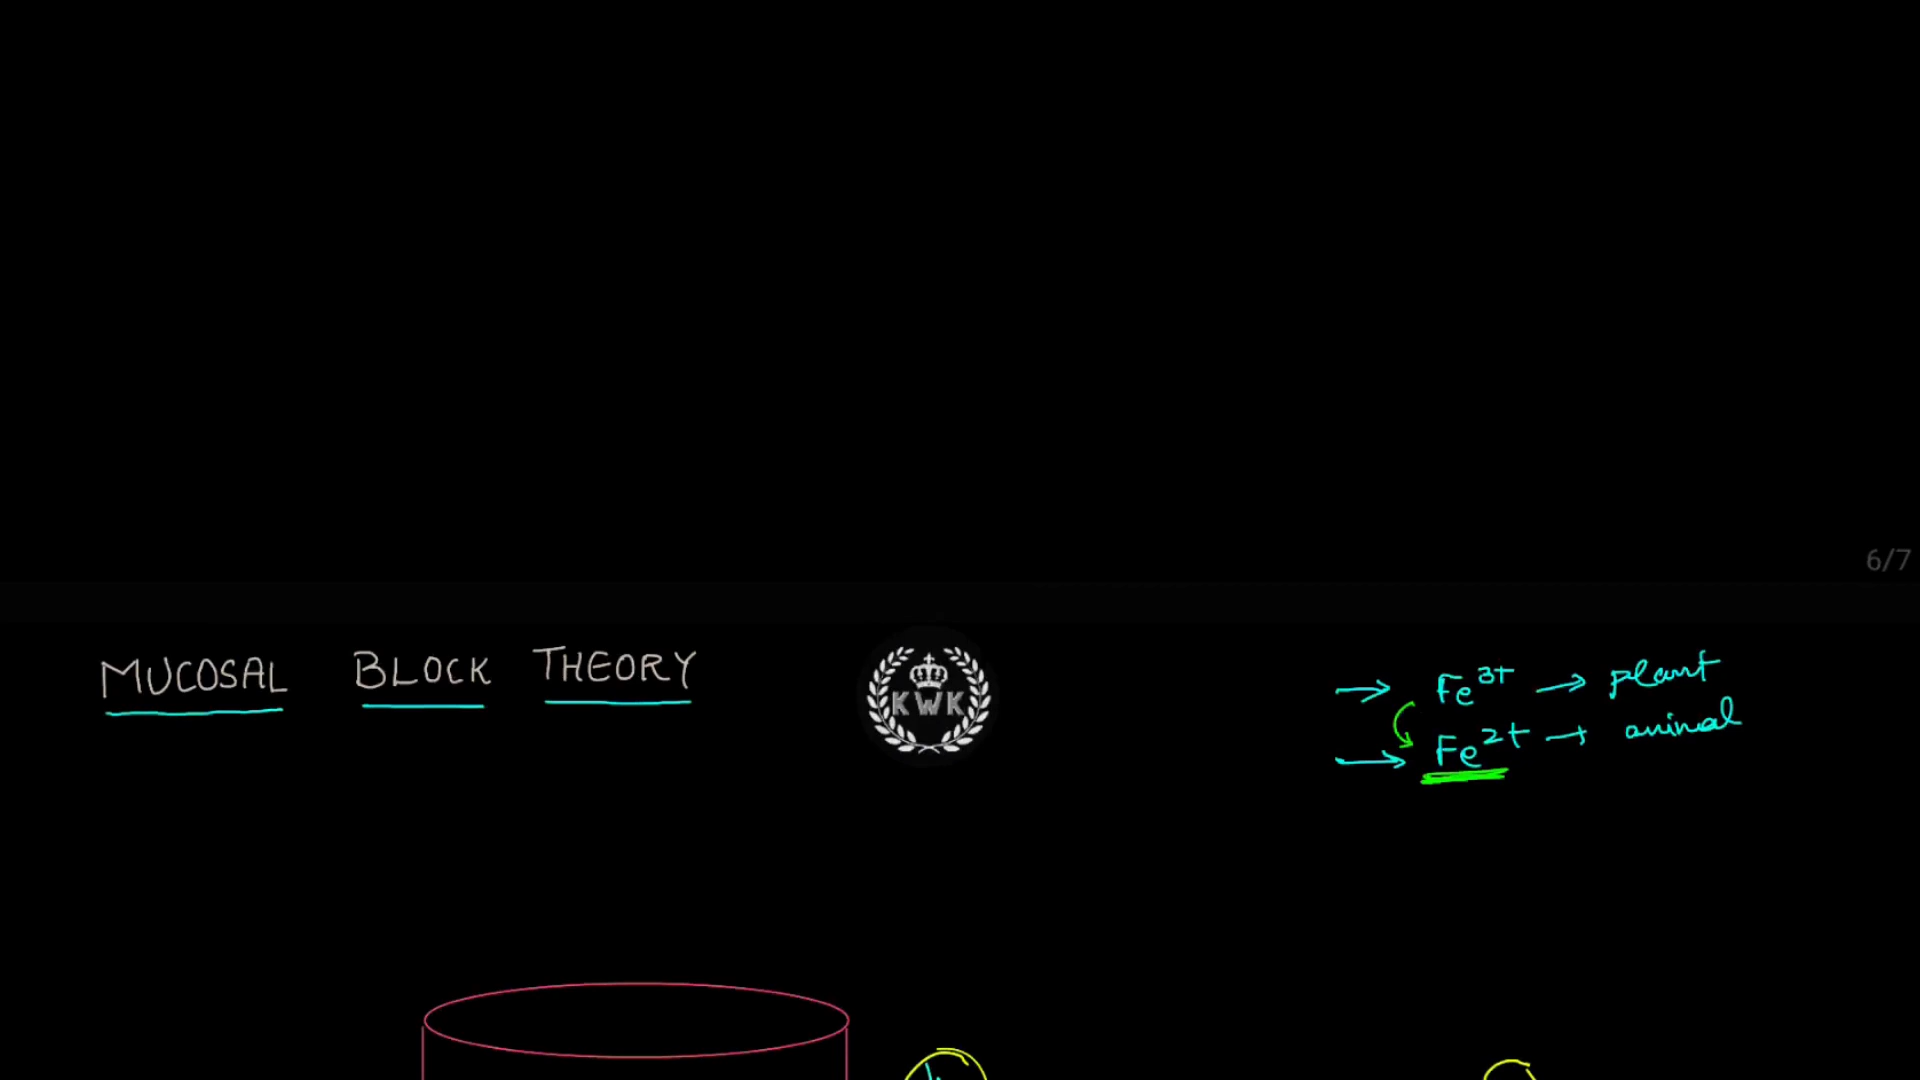 6/7
MUCOSAL BLOCK THEORY
KWK
→ Fe³⁺ → plant
→ Fe²⁺ → animal